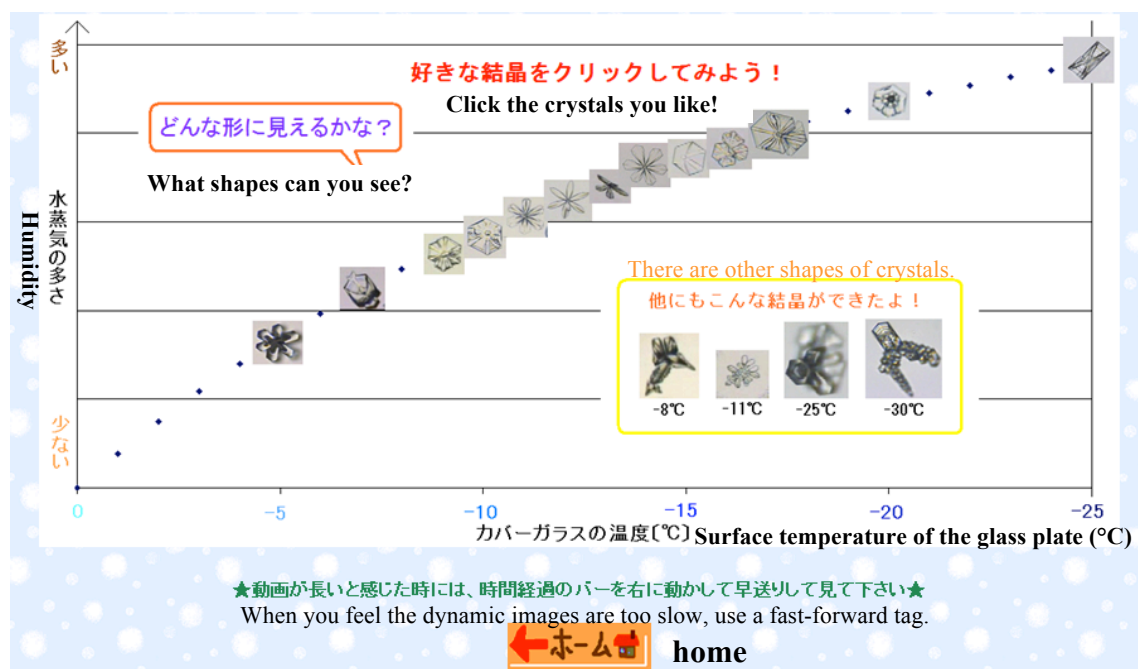 多い
好きな結晶をクリックしてみよう！
Click the crystals you like!
どんな形に見えるかな？
What shapes can you see?
水蒸気の多さ
Humidity
There are other shapes of crystals.
他にもこんな結晶ができたよ！
-8℃ -11℃ -25℃ -30℃
少ない
0 -5 -10 -15 -20 -25
カバーガラスの温度[℃] Surface temperature of the glass plate (°C)
★動画が長いと感じた時には、時間経過のバーを右に動かして早送りして見て下さい★
When you feel the dynamic images are too slow, use a fast-forward tag.
ホーム home